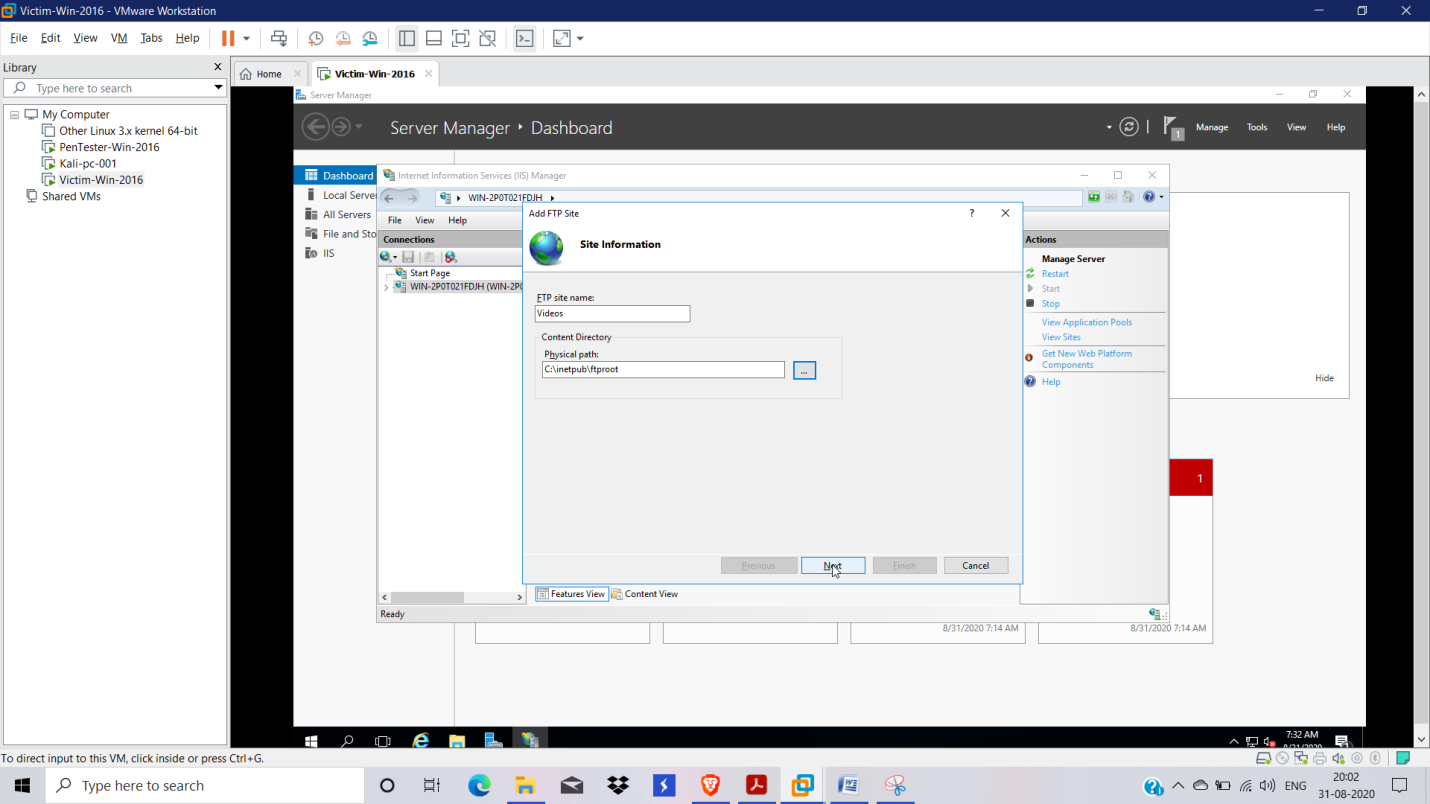 Victim-Win-2016 - VMware Workstation
File Edit View VM Tabs Help
Library
Type here to search
My Computer
Other Linux 3.x kernel 64-bit
PenTester-Win-2016
Kali-pc-001
Victim-Win-2016
Shared VMs
Home
Victim-Win-2016
Server Manager
Server Manager Dashboard
1
Manage Tools View Help
Dashboard
Local Server
All Servers
File and Sto
IIS
Internet Information Services (IIS) Manager
WIN-2P0T021FDJH
File View Help
Connections
Start Page
WIN-2P0T021FDJH (WIN-2P0
Add FTP Site
?
Site Information
FTP site name:
Videos
Content Directory
Physical path:
C:\inetpub\ftproot
...
Previous Next Finish Cancel
Features View Content View
Ready
Actions
Manage Server
Restart
Start
Stop
View Application Pools
View Sites
Get New Web Platform
Components
Help
Hide
1
8/31/2020 7:14 AM
8/31/2020 7:14 AM
7:32 AM
8/31/2020
To direct input to this VM, click inside or press Ctrl+G.
Type here to search
ENG
20:02
31-08-2020